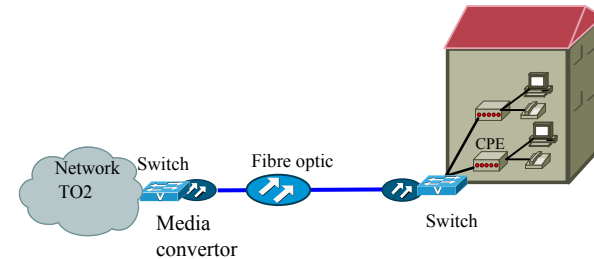 Network
TO2
Switch
Media
convertor
Fibre optic
Switch
CPE